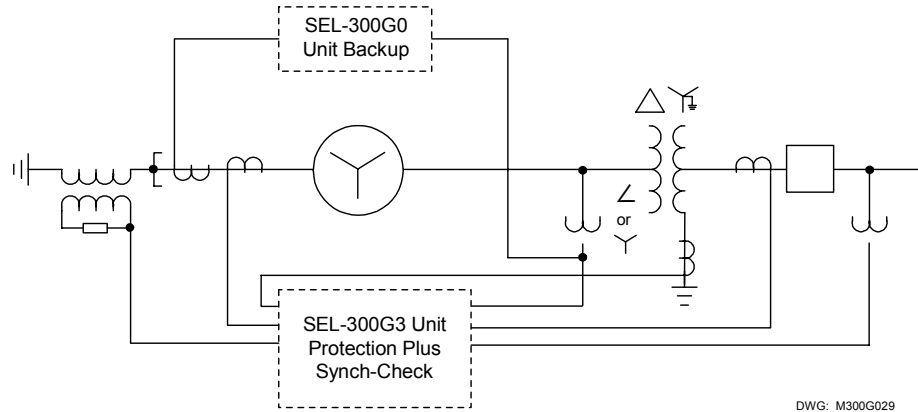 SEL-300G0
Unit Backup
or
SEL-300G3 Unit
Protection Plus
Synch-Check
DWG: M300G029